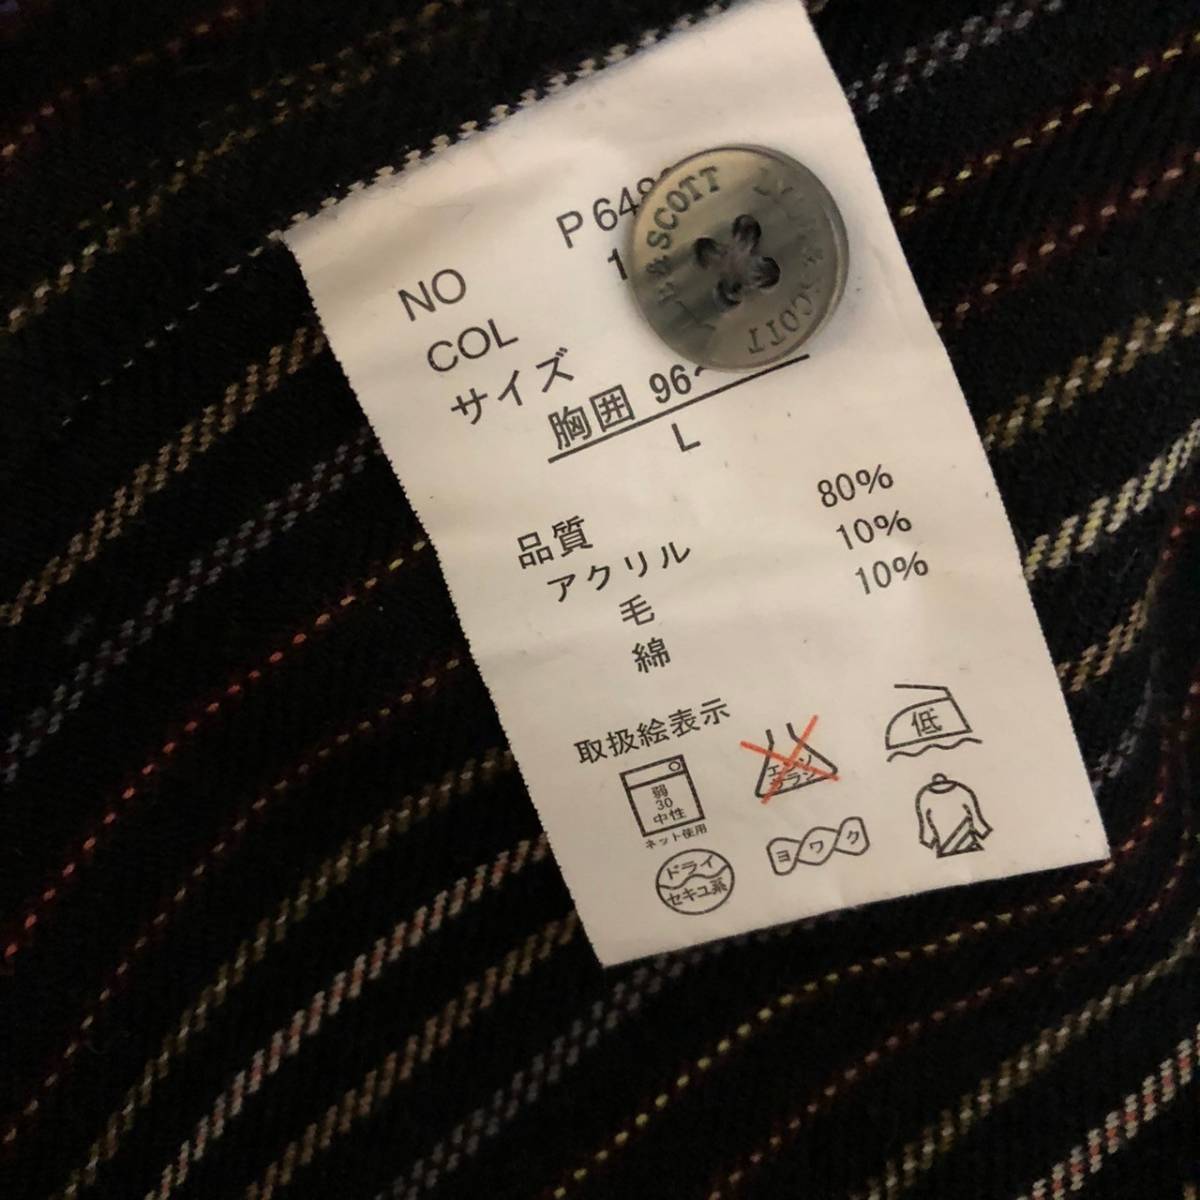 NO P648
COL 1
サイズ
胸囲 96~
L
品質
アクリル 80%
毛 10%
綿 10%
取扱絵表示
弱
30
中性
ネット使用
エンソ
サラシ
低
ドライ
セキユ系
ヨワク
& SCOTT
& SCOTT